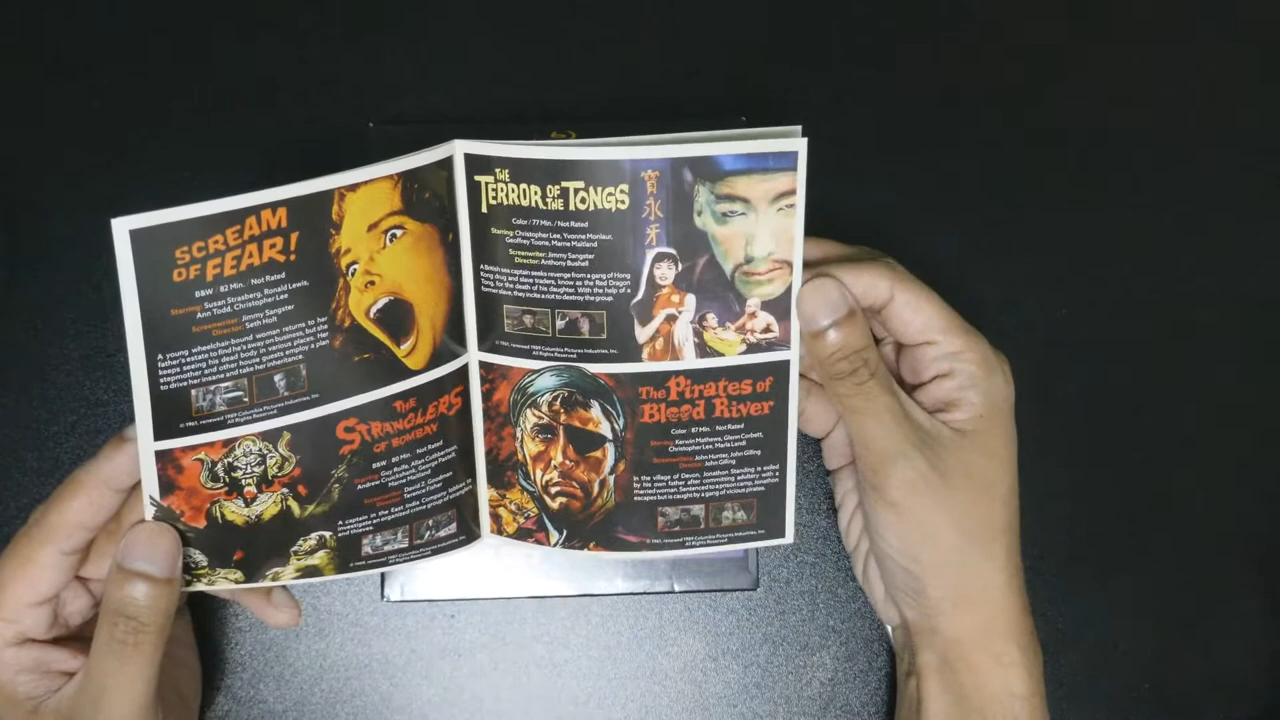 SCREAM
OF FEAR!
B&W / 82 Min. / Not Rated
Starring: Susan Strasberg, Ronald Lewis,
Ann Todd, Christopher Lee
Screenwriter: Jimmy Sangster
Director: Seth Holt
A young wheelchair-bound woman returns to her
father's estate to find he's away on business, but she
keeps seeing his dead body in various places. Her
stepmother and other house guests employ a plan
to drive her insane and take her inheritance.
© 1961, renewed 1989 Columbia Pictures Industries, Inc.
All Rights Reserved.
THE
STRANGLERS
OF BOMBAY
B&W / 80 Min. / Not Rated
Starring: Guy Rolfe, Allan Cuthbertson,
Andrew Cruickshank, George Pastell,
Marne Maitland
Screenwriter: David Z. Goodman
Terence Fisher
A captain in the East India Company lobbies to
investigate an organized crime group of stranglers
and thieves.
renewed 1987 Columbia Pictures Industries, Inc.
All Rights Reserved.
THE
TERROR OF THE TONGS
Color / 77 Min. / Not Rated
Starring: Christopher Lee, Yvonne Monlaur,
Geoffrey Toone, Marne Maitland
Screenwriter: Jimmy Sangster
Director: Anthony Bushell
A British sea captain seeks revenge from a gang of Hong
Kong drug and slave traders, known as the Red Dragon
Tong, for the death of his daughter. With the help of a
former slave, they incite a riot to destroy the group.
© 1961, renewed 1989 Columbia Pictures Industries, Inc.
All Rights Reserved.
寶
永
牙
The Pirates of
Blood River
Color / 87 Min. / Not Rated
Starring: Kerwin Mathews, Glenn Corbett,
Christopher Lee, Marla Landi
Screenwriters: John Hunter, John Gilling
Director: John Gilling
In the village of Devon, Jonathon Standing is exiled
by his own father after committing adultery with a
married woman. Sentenced to a prison camp, Jonathon
escapes but is caught by a gang of vicious pirates.
renewed 1989 Columbia Pictures Industries, Inc.
All Rights Reserved.